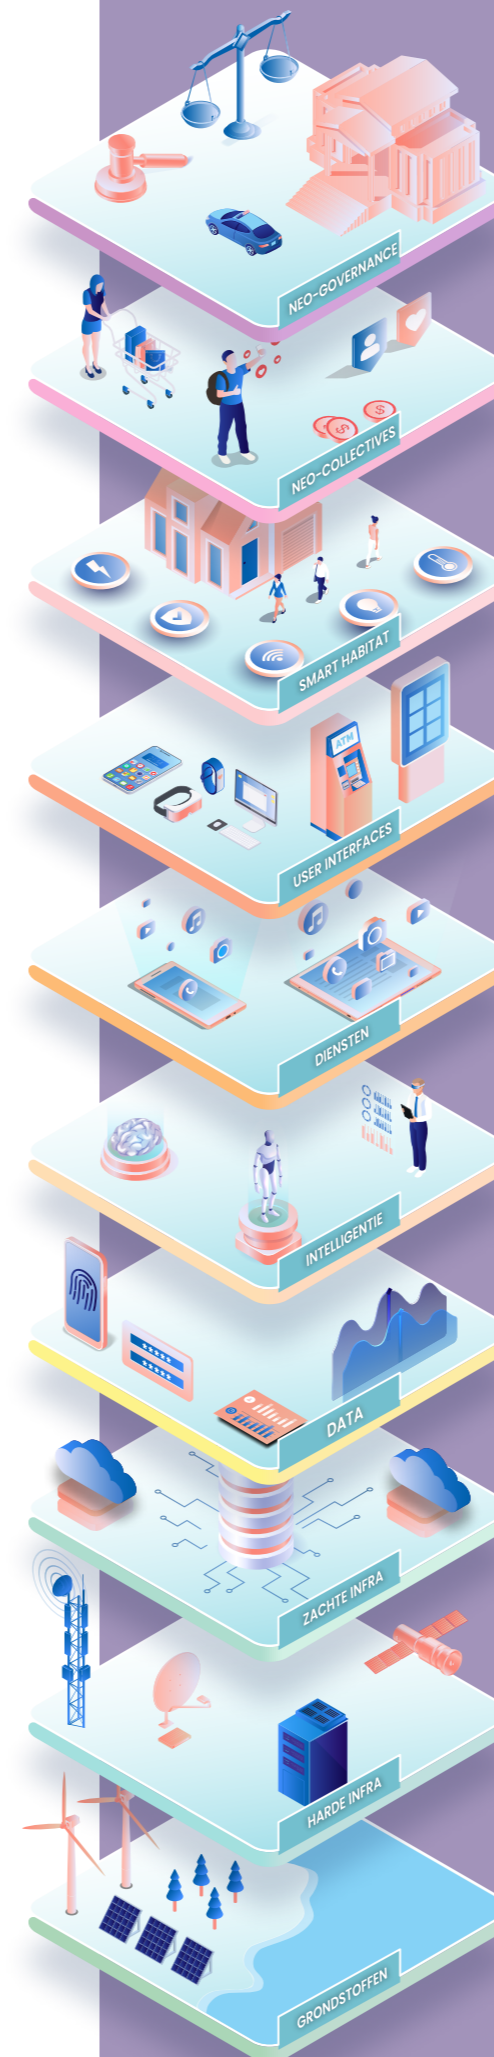 NEO-GOVERNANCE
NEO-COLLECTIVES
SMART HABITAT
ATM
USER INTERFACES
DIENSTEN
INTELLIGENTIE
*****
*****
DATA
ZACHTE INFRA
HARDE INFRA
GRONDSTOFFEN